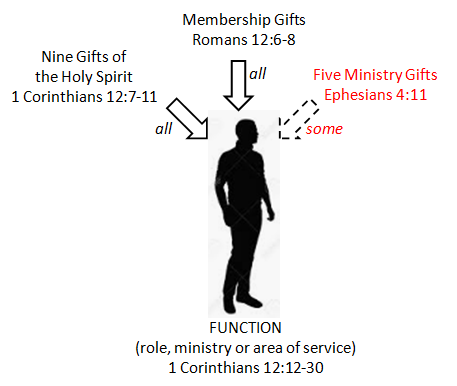 Membership Gifts
Romans 12:6-8
Nine Gifts of
the Holy Spirit
1 Corinthians 12:7-11
Five Ministry Gifts
Ephesians 4:11
all
all
some
FUNCTION
(role, ministry or area of service)
1 Corinthians 12:12-30